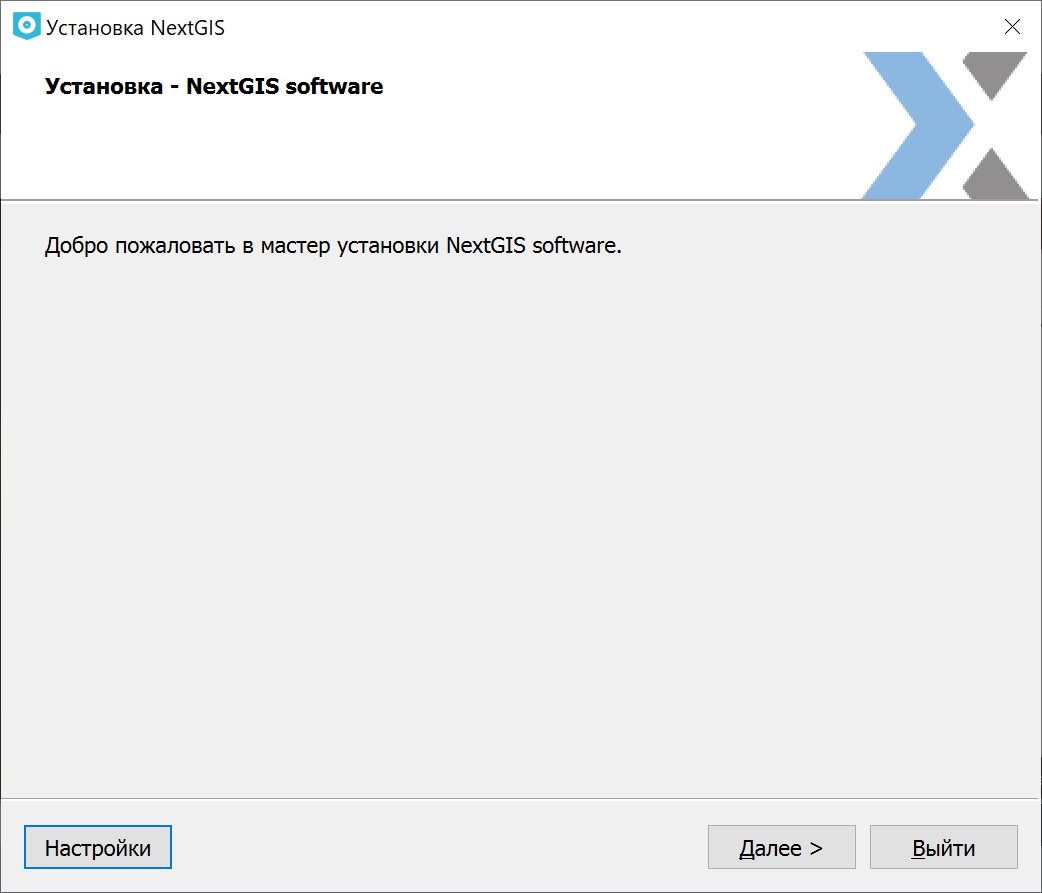 Установка NextGIS
Установка - NextGIS software
Добро пожаловать в мастер установки NextGIS software.
Настройки
Далее >
Выйти